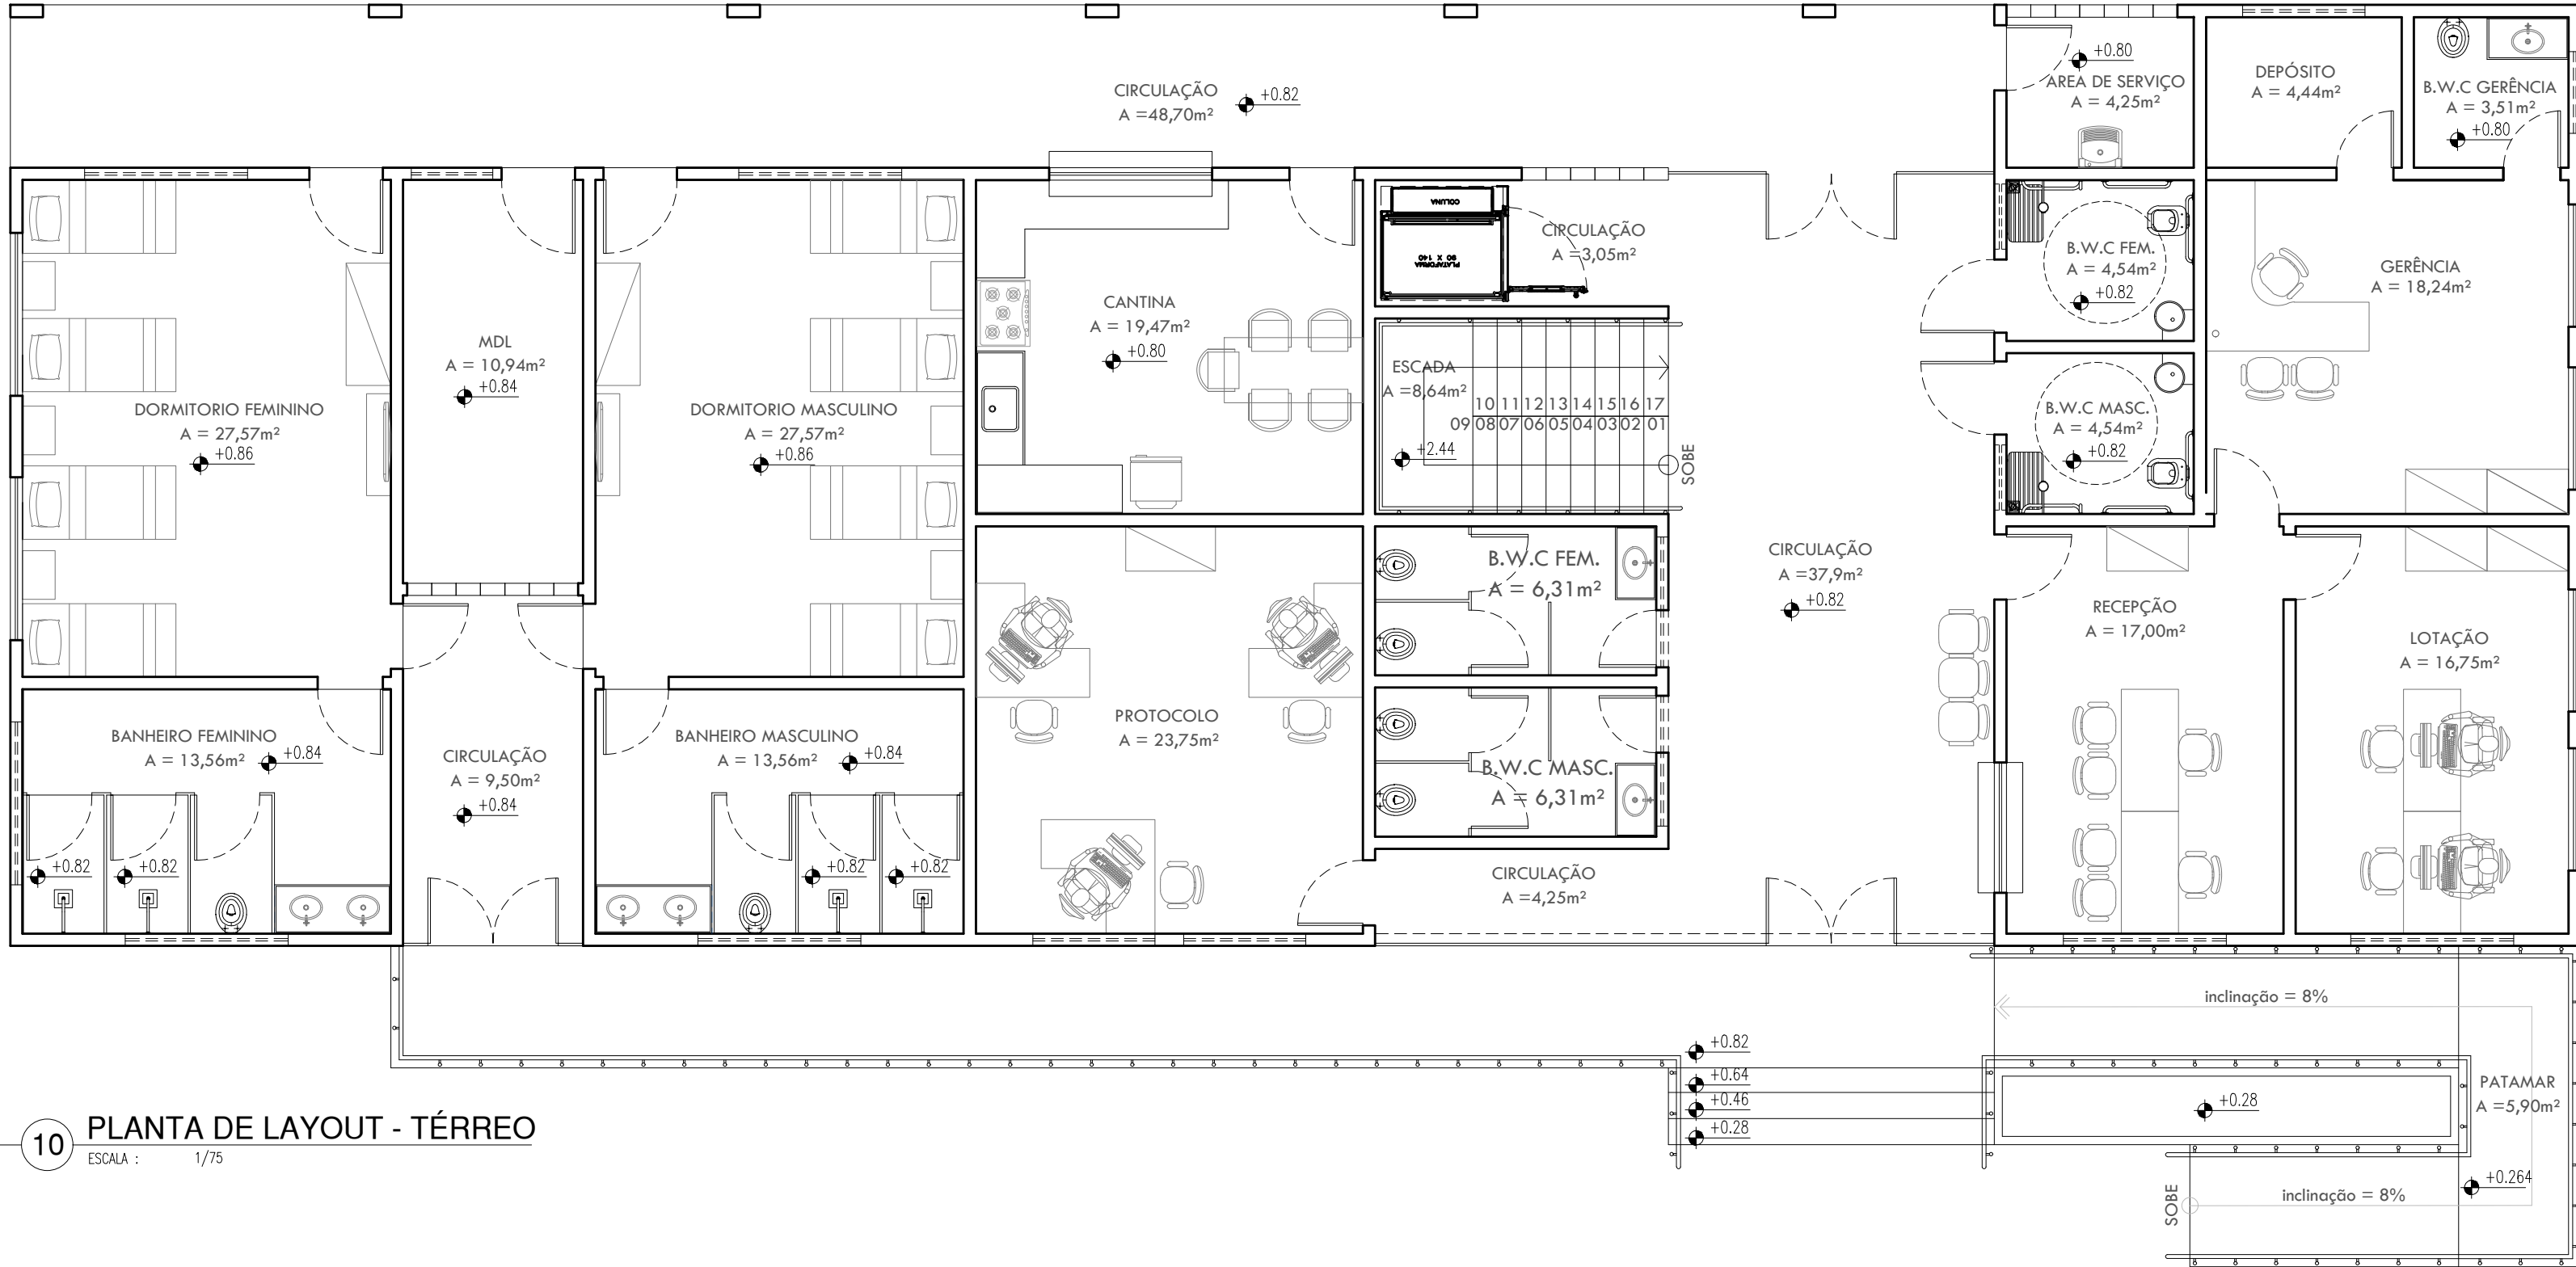 CIRCULAÇÃO
A =48,70m²
+0.82
+0.80
AREA DE SERVIÇO
A = 4,25m²
DEPÓSITO
A = 4,44m²
B.W.C GERÊNCIA
A = 3,51m²
+0.80
COLUNA
PLATAFORMA
90 X 140
CIRCULAÇÃO
A =3,05m²
B.W.C FEM.
A = 4,54m²
+0.82
GERÊNCIA
A = 18,24m²
CANTINA
A = 19,47m²
+0.80
MDL
A = 10,94m²
+0.84
DORMITORIO FEMININO
A = 27,57m²
+0.86
DORMITORIO MASCULINO
A = 27,57m²
+0.86
ESCADA
A =8,64m²
10 11 12 13 14 15 16 17
09 08 07 06 05 04 03 02 01
+2.44
SOBE
B.W.C MASC.
A = 4,54m²
+0.82
B.W.C FEM.
A = 6,31m²
CIRCULAÇÃO
A =37,9m²
+0.82
RECEPÇÃO
A = 17,00m²
LOTAÇÃO
A = 16,75m²
PROTOCOLO
A = 23,75m²
BANHEIRO FEMININO
A = 13,56m²
+0.84
CIRCULAÇÃO
A = 9,50m²
+0.84
BANHEIRO MASCULINO
A = 13,56m²
+0.84
B.W.C MASC.
A = 6,31m²
+0.82
+0.82
+0.82
+0.82
CIRCULAÇÃO
A =4,25m²
inclinação = 8%
+0.82
+0.64
+0.46
+0.28
+0.28
PATAMAR
A =5,90m²
+0.264
SOBE
inclinação = 8%
10
PLANTA DE LAYOUT - TÉRREO
ESCALA : 1/75